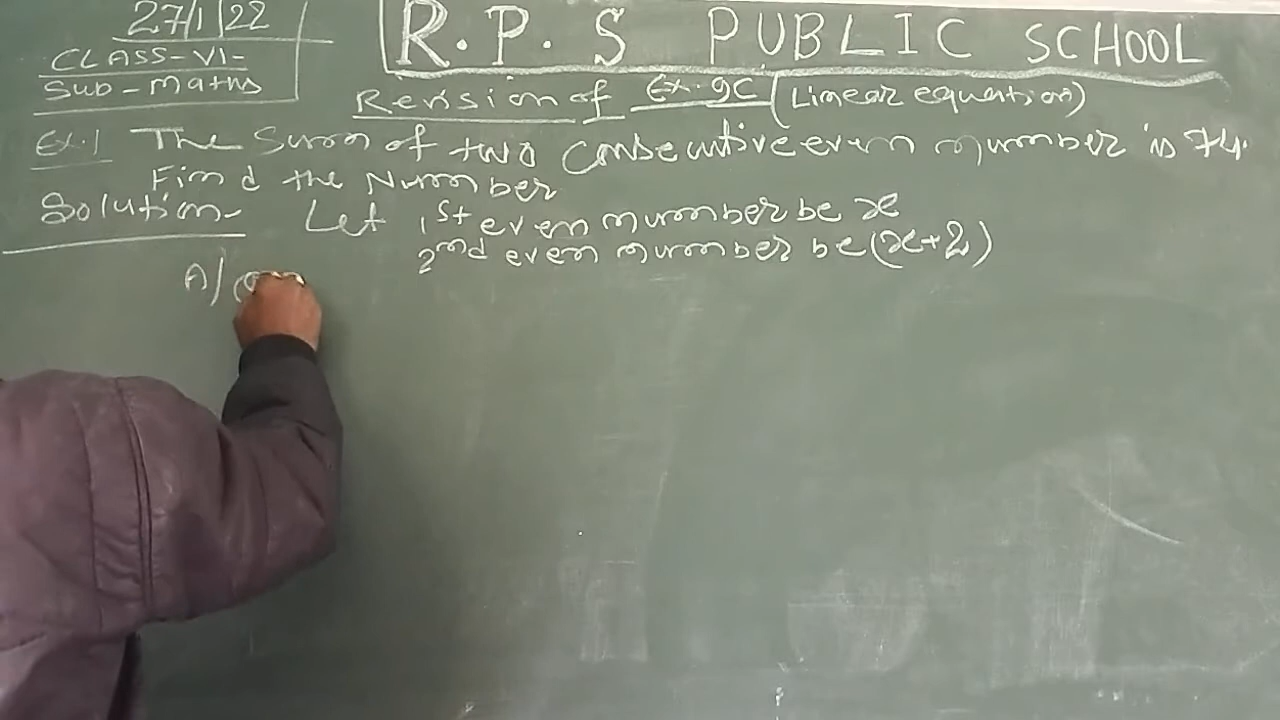 27/1/22
CLASS-VI-
Sub-Maths
R.P.S PUBLIC SCHOOL
Revision of Ex.9C (Linear equation)
Ex.1 The Sum of two Consecutive even number is 74.
Find the Number
Solution- Let 1st even number be x
2nd even number be (x+2)
A/